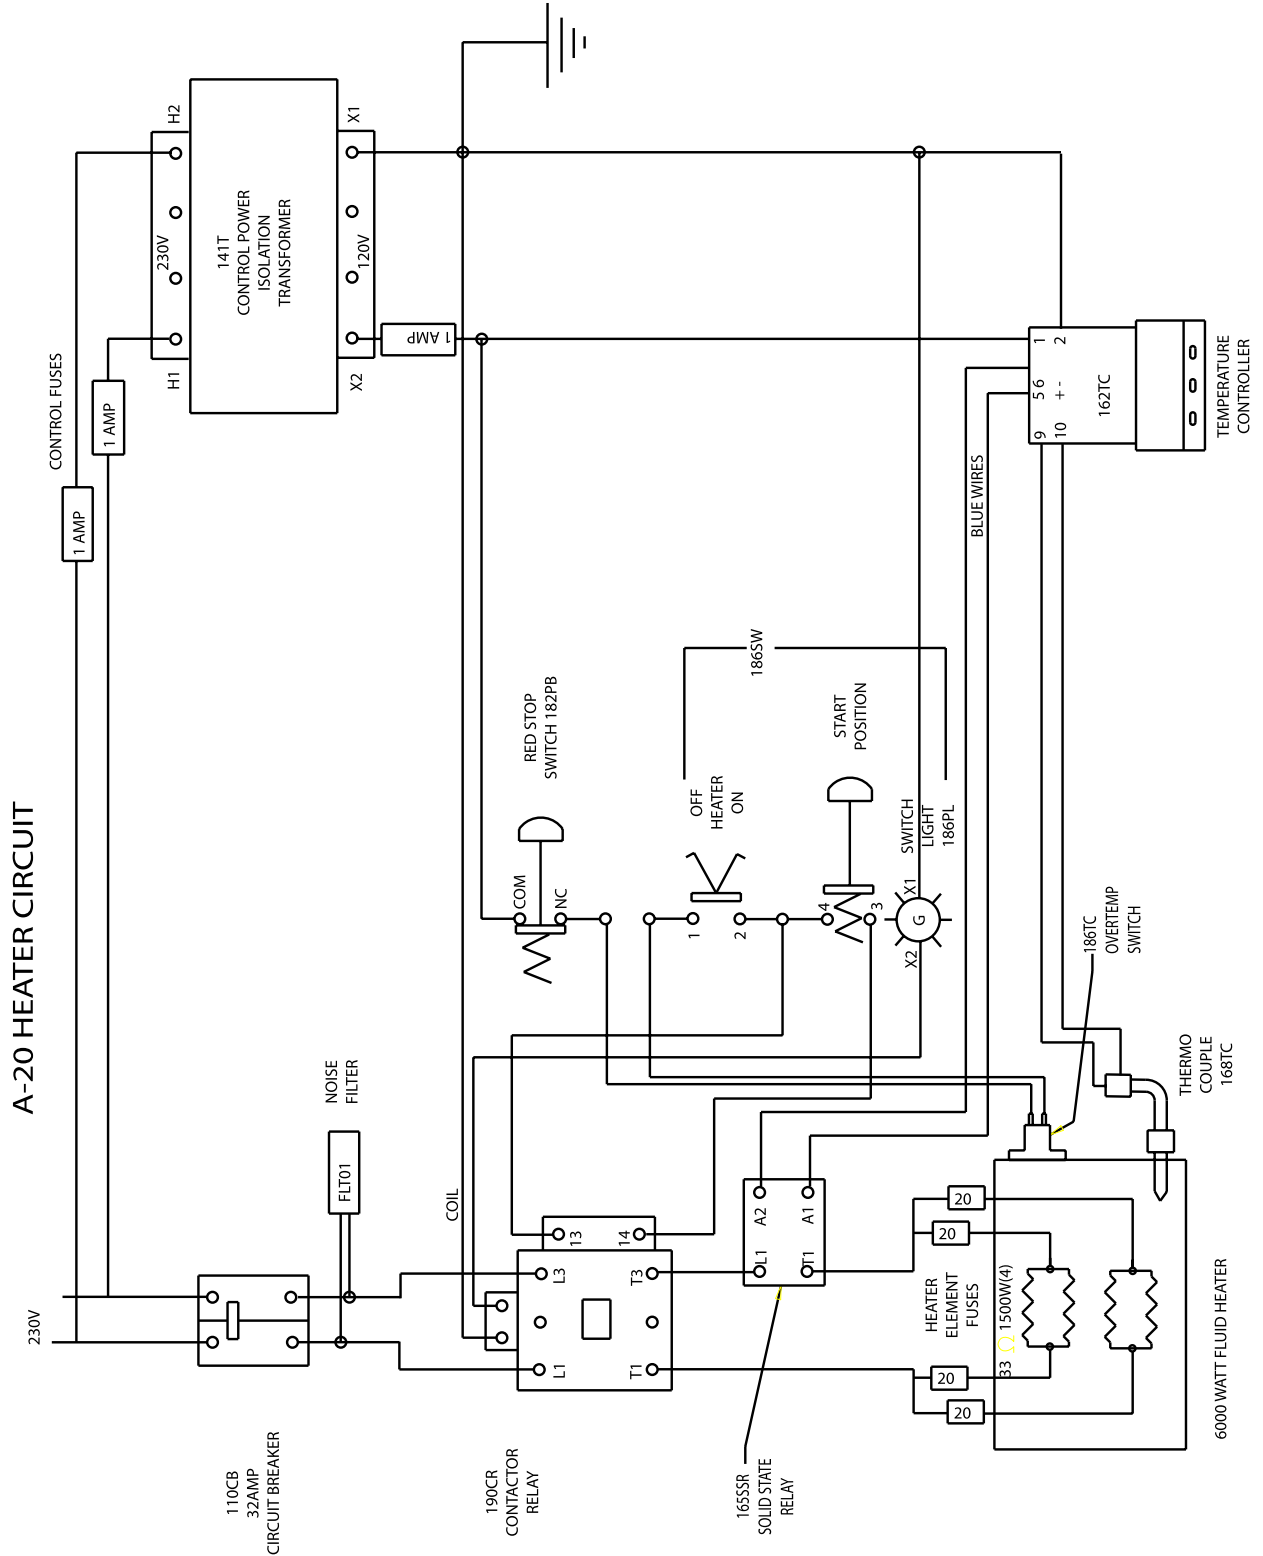 A-20 HEATER CIRCUIT
230V
110CB
32AMP
CIRCUIT BREAKER
NOISE
FILTER
FLT01
CONTROL FUSES
1 AMP
1 AMP
H1
H2
230V
141T
CONTROL POWER
ISOLATION
TRANSFORMER
120V
X1
X2
1 AMP
190CR
CONTACTOR
RELAY
COIL
L1
L3
T1
T3
13
14
RED STOP
SWITCH 182PB
COM
NC
OFF
HEATER
ON
1
2
186SW
START
POSITION
4
3
SWITCH
LIGHT
186PL
X1
G
X2
165SSR
SOLID STATE
RELAY
L1
T1
A2
A1
BLUE WIRES
1
2
5 6
+ -
9
10
162TC
TEMPERATURE
CONTROLLER
186TC
OVERTEMP
SWITCH
THERMO
COUPLE
168TC
HEATER
ELEMENT
FUSES
20
20
20
20
33 Ω 1500W(4)
6000 WATT FLUID HEATER